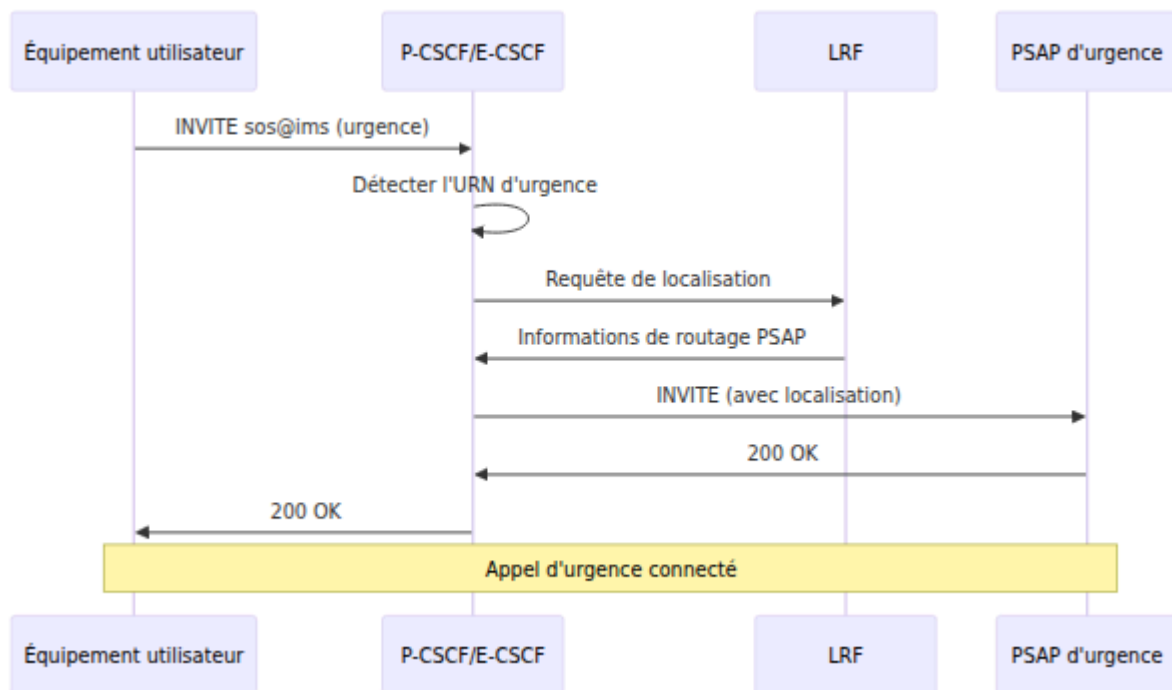 Équipement utilisateur
P-CSCF/E-CSCF
LRF
PSAP d'urgence
INVITE sos@ims (urgence)
Détecter l'URN d'urgence
Requête de localisation
Informations de routage PSAP
INVITE (avec localisation)
200 OK
200 OK
Appel d'urgence connecté
Équipement utilisateur
P-CSCF/E-CSCF
LRF
PSAP d'urgence